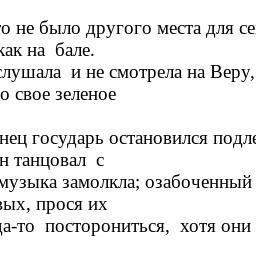 о не было другого места для се
как на бале.
слушала и не смотрела на Веру,
о свое зеленое
нец государь остановился подле
н танцовал с
музыка замолкла; озабоченный
вых, прося их
да-то посторониться, хотя они